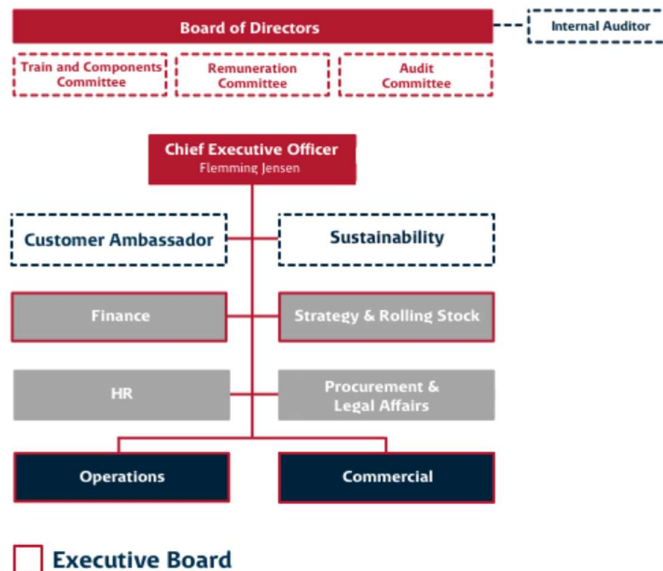 Board of Directors
Internal Auditor
Train and Components
Committee
Remuneration
Committee
Audit
Committee
Chief Executive Officer
Flemming Jensen
Customer Ambassador
Sustainability
Finance
Strategy & Rolling Stock
HR
Procurement &
Legal Affairs
Operations
Commercial
Executive Board